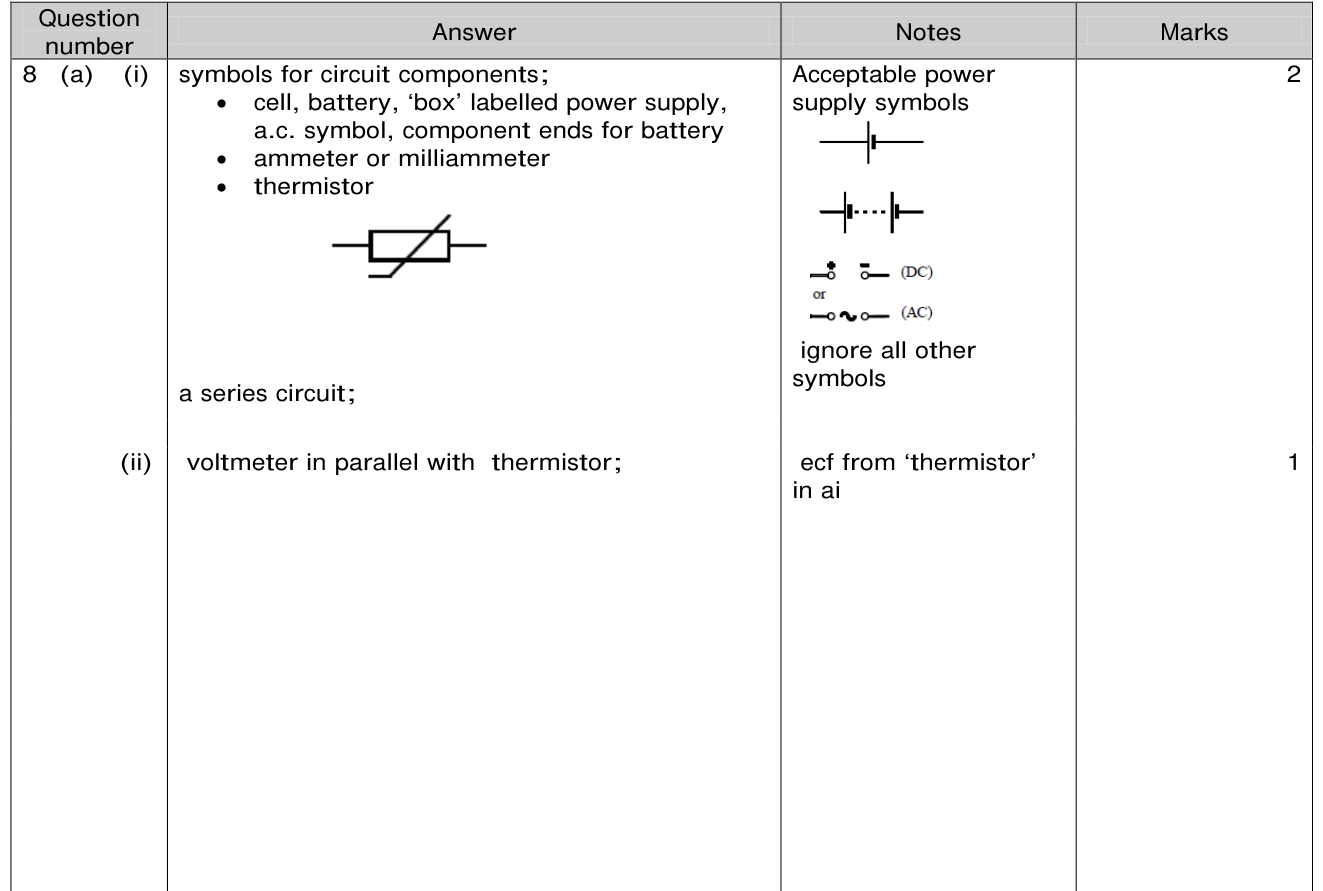 Question number
Answer
Notes
Marks
8 (a) (i)
symbols for circuit components;
• cell, battery, ‘box’ labelled power supply,
a.c. symbol, component ends for battery
• ammeter or milliammeter
• thermistor
a series circuit;
Acceptable power
supply symbols
+ - (DC)
or
(AC)
ignore all other
symbols
2
(ii)
voltmeter in parallel with thermistor;
ecf from ‘thermistor’
in ai
1